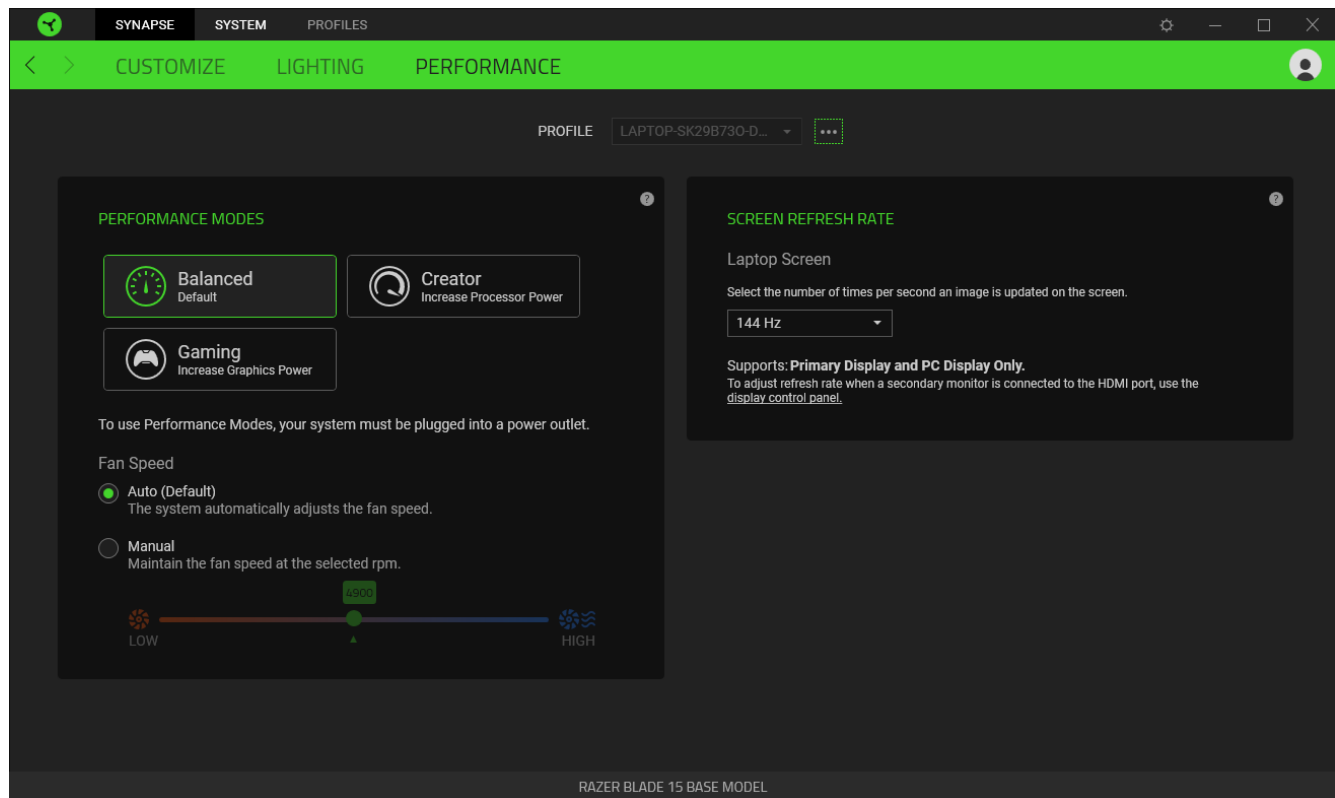 SYNAPSE SYSTEM PROFILES
CUSTOMIZE LIGHTING PERFORMANCE
PROFILE LAPTOP-SK29B73O-D...
PERFORMANCE MODES
Balanced
Default
Creator
Increase Processor Power
Gaming
Increase Graphics Power
To use Performance Modes, your system must be plugged into a power outlet.
Fan Speed
Auto (Default)
The system automatically adjusts the fan speed.
Manual
Maintain the fan speed at the selected rpm.
4900
LOW HIGH
SCREEN REFRESH RATE
Laptop Screen
Select the number of times per second an image is updated on the screen.
144 Hz
Supports: Primary Display and PC Display Only.
To adjust refresh rate when a secondary monitor is connected to the HDMI port, use the
display control panel.
RAZER BLADE 15 BASE MODEL